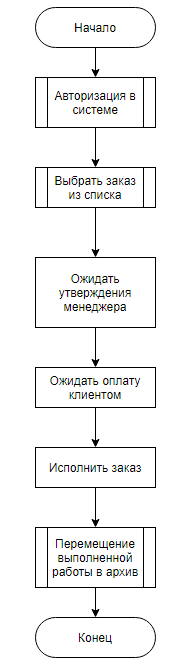 Начало
Авторизация в
системе
Выбрать заказ
из списка
Ожидать
утверждения
менеджера
Ожидать оплату
клиентом
Исполнить заказ
Перемещение
выполненной
работы в архив
Конец